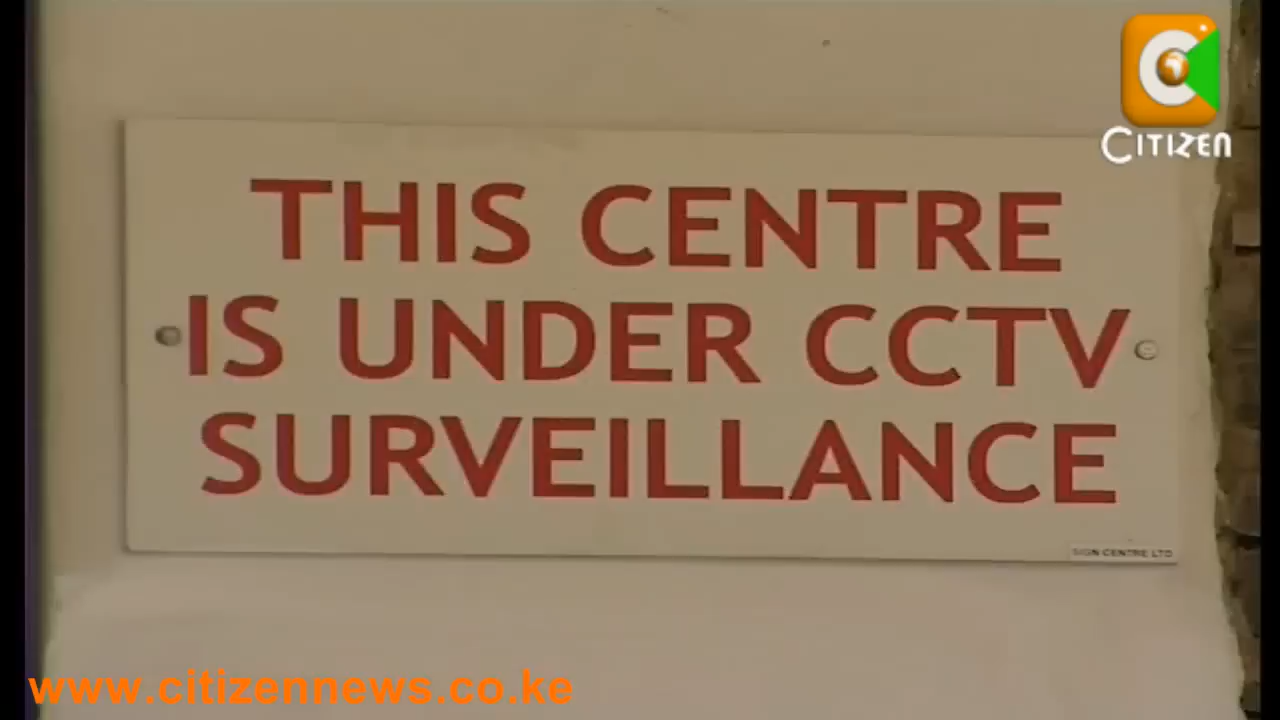 CITIZEN
THIS CENTRE
IS UNDER CCTV
SURVEILLANCE
SIGN CENTRE LTD
www.citizennews.co.ke